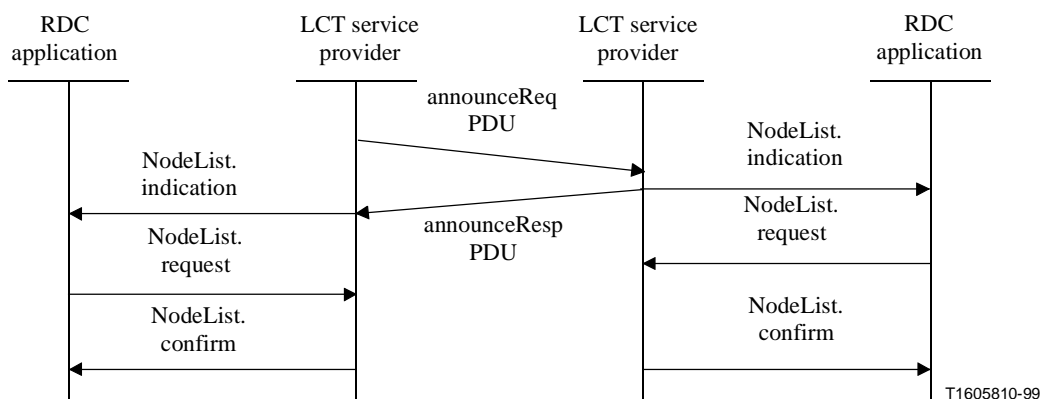 RDC
application
LCT service
provider
LCT service
provider
RDC
application
announceReq
PDU
NodeList.
indication
NodeList.
indication
announceResp
PDU
NodeList.
request
NodeList.
request
NodeList.
confirm
NodeList.
confirm
T1605810-99